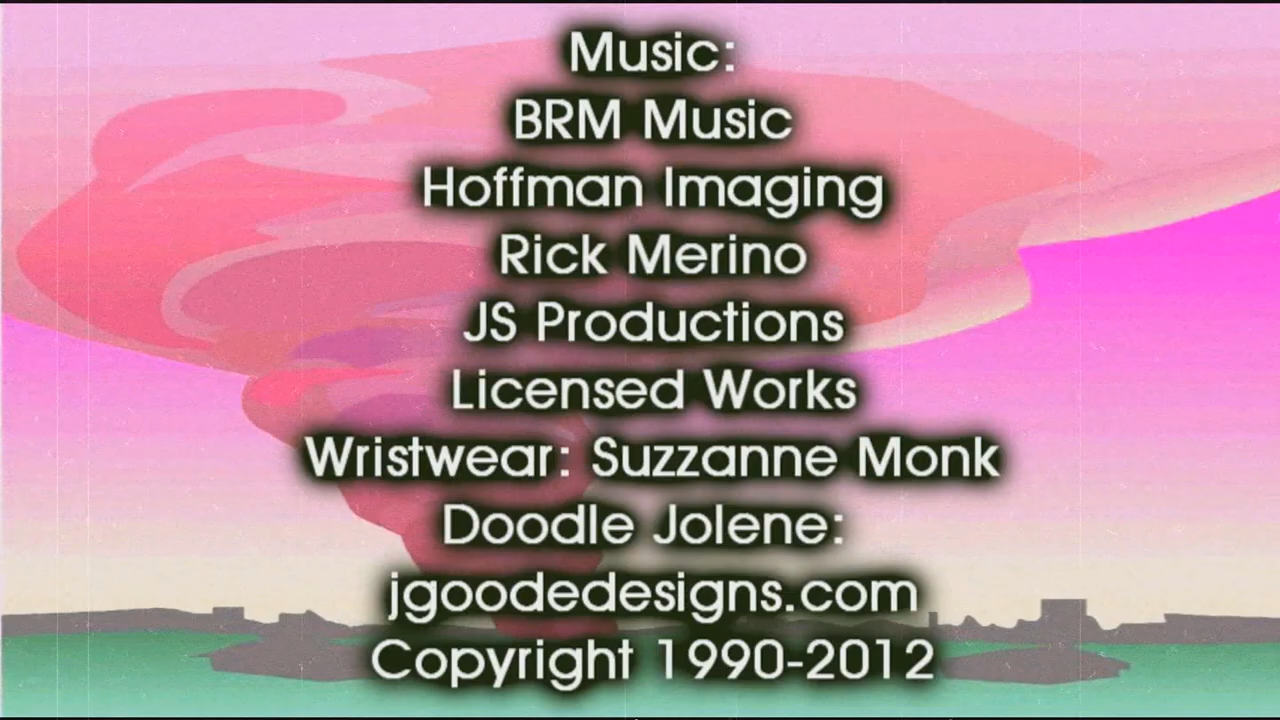 Music:
BRM Music
Hoffman Imaging
Rick Merino
JS Productions
Licensed Works
Wristwear: Suzzanne Monk
Doodle Jolene:
jgoodedesigns.com
Copyright 1990-2012